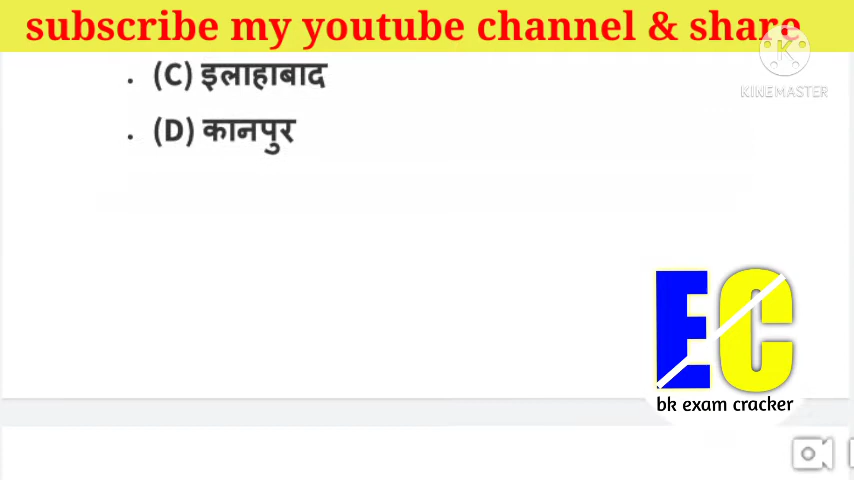 subscribe my youtube channel & share
KINEMASTER
. (C) इलाहाबाद
. (D) कानपुर
EC
bk exam cracker